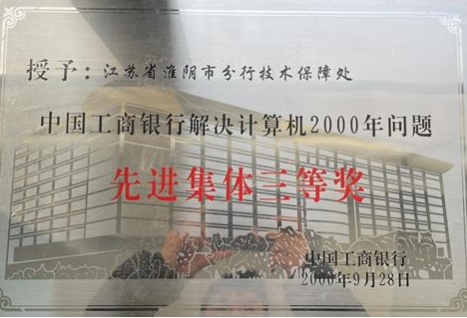 授予：江苏省淮阴市分行技术保障处
中国工商银行解决计算机2000年问题
先进集体三等奖
中国工商银行
2000年9月28日